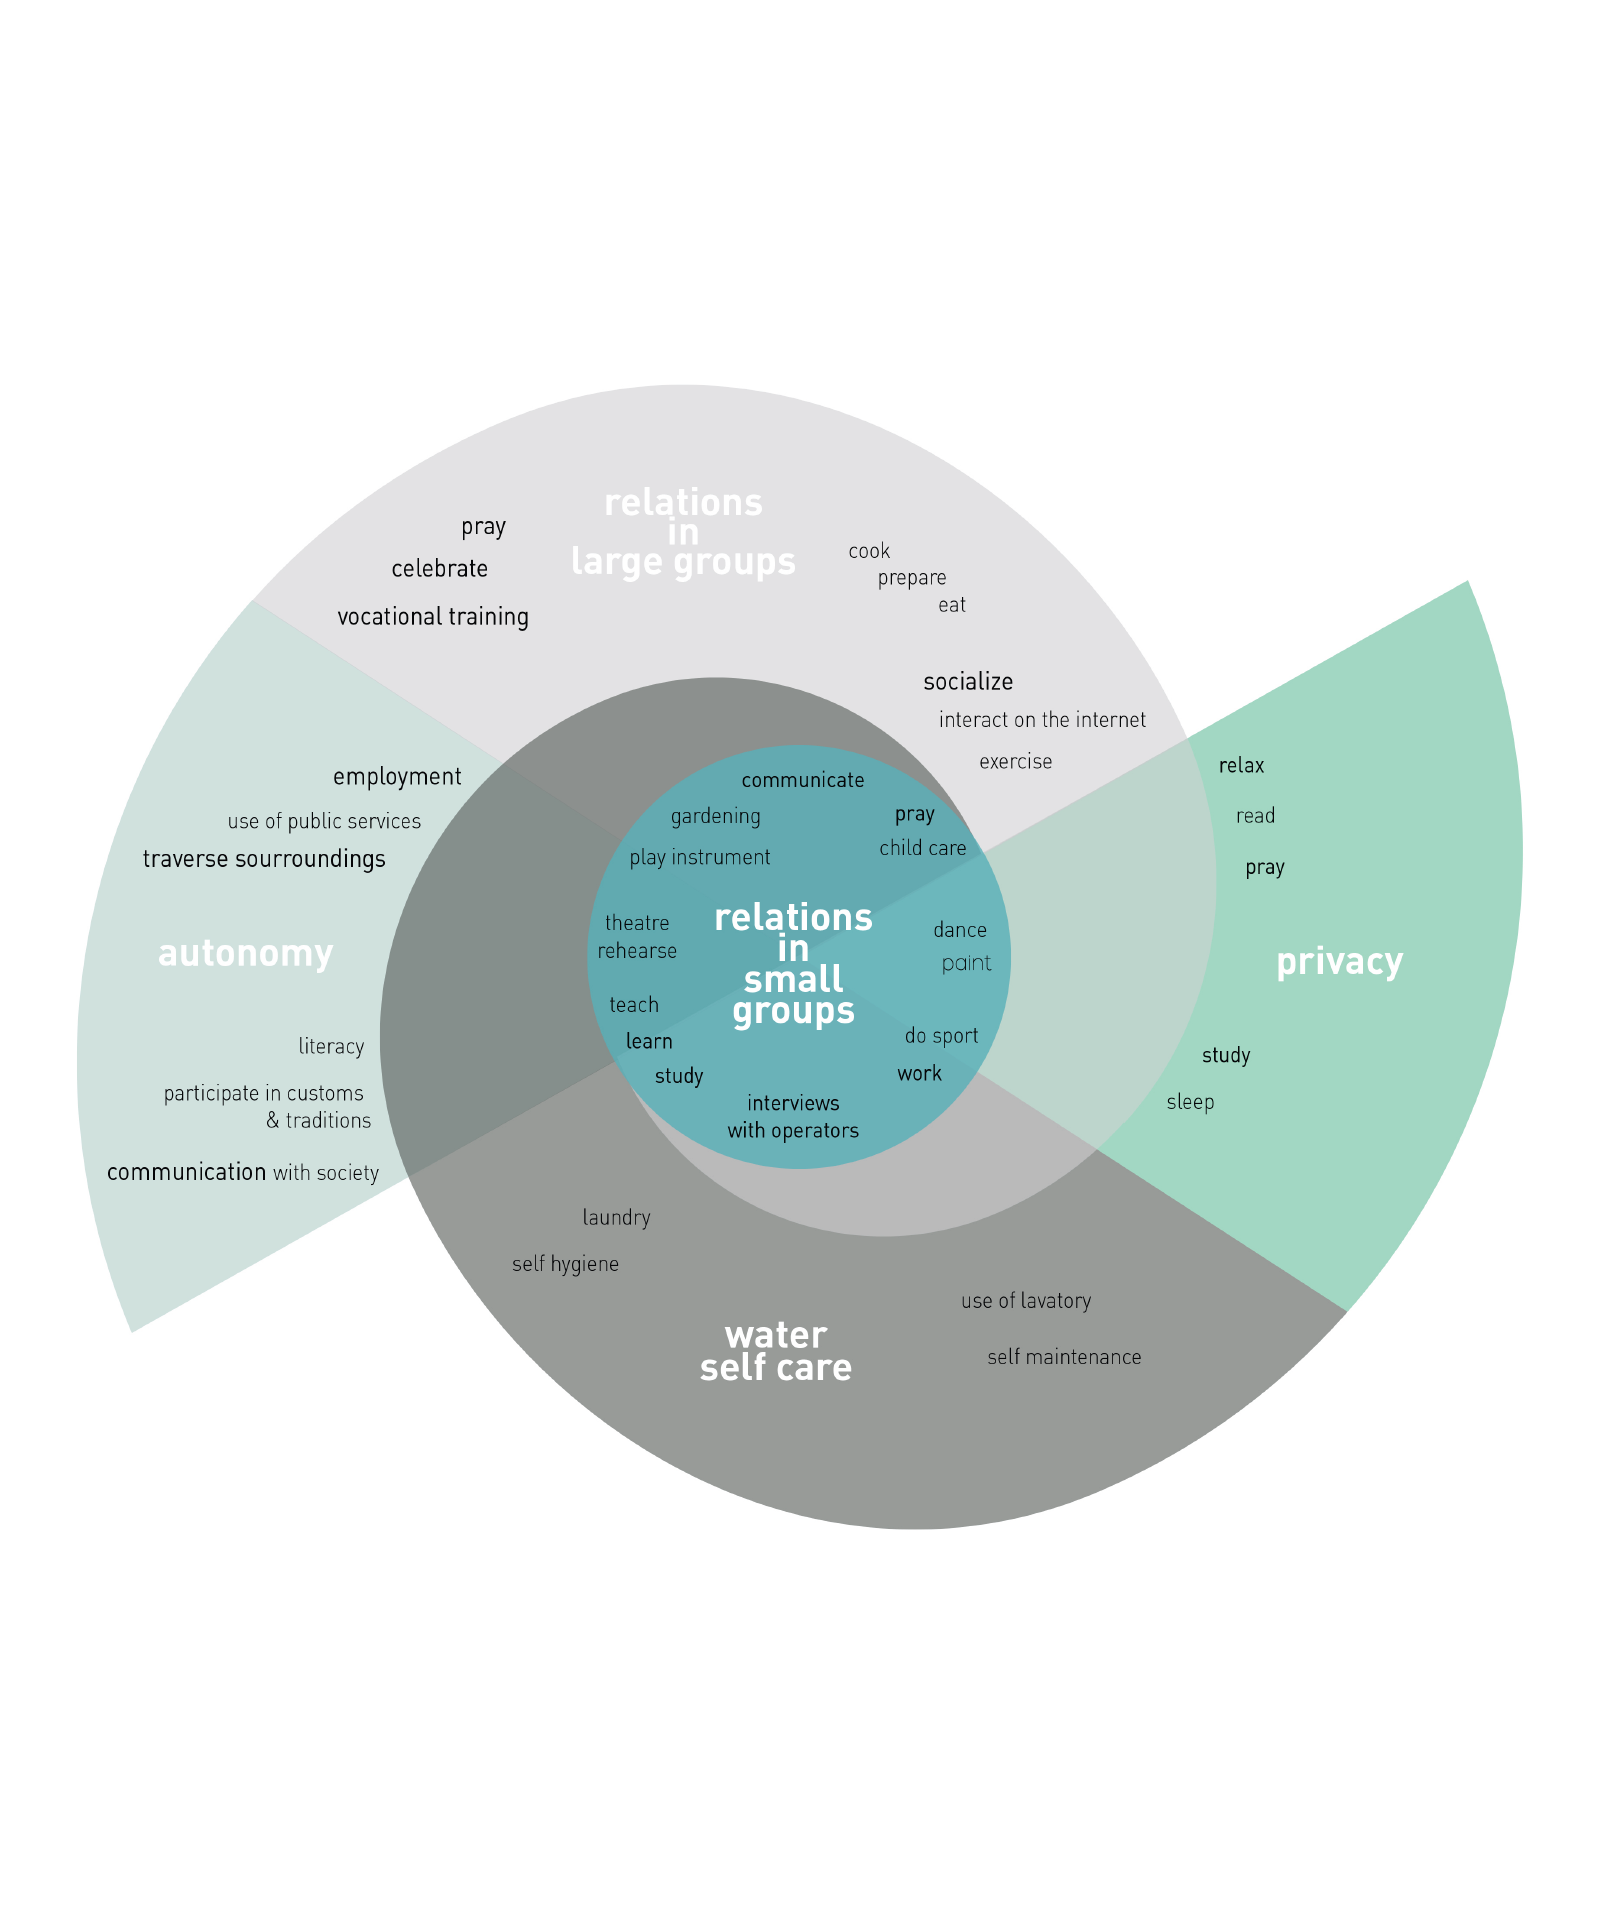 relations
in
large groups
pray
celebrate
vocational training
cook
prepare
eat
socialize
interact on the internet
exercise
employment
use of public services
traverse sourroundings
autonomy
literacy
participate in customs
& traditions
communication with society
communicate
gardening
pray
play instrument
child care
theatre
rehearse
relations
in
small
groups
dance
paint
teach
learn
study
do sport
work
interviews
with operators
relax
read
pray
privacy
study
sleep
laundry
self hygiene
water
self care
use of lavatory
self maintenance